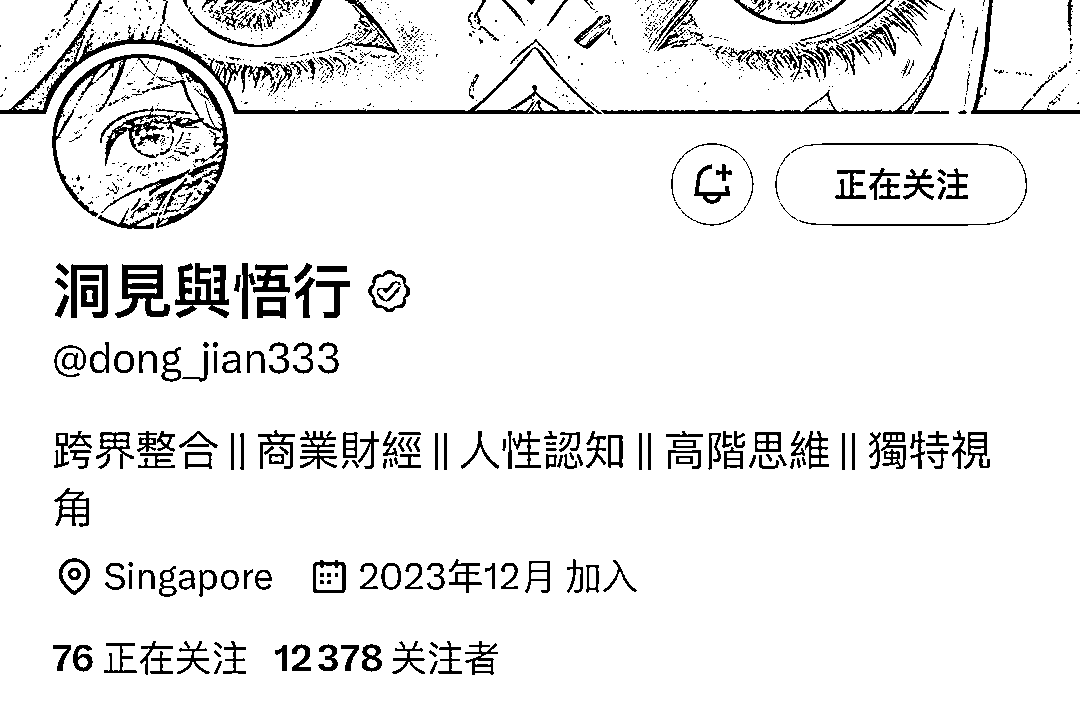 正在关注
洞見與悟行
@dong_jian333
跨界整合 || 商業財經 || 人性認知 || 高階思維 || 獨特視
角
Singapore 2023年12月 加入
76 正在关注 12378 关注者